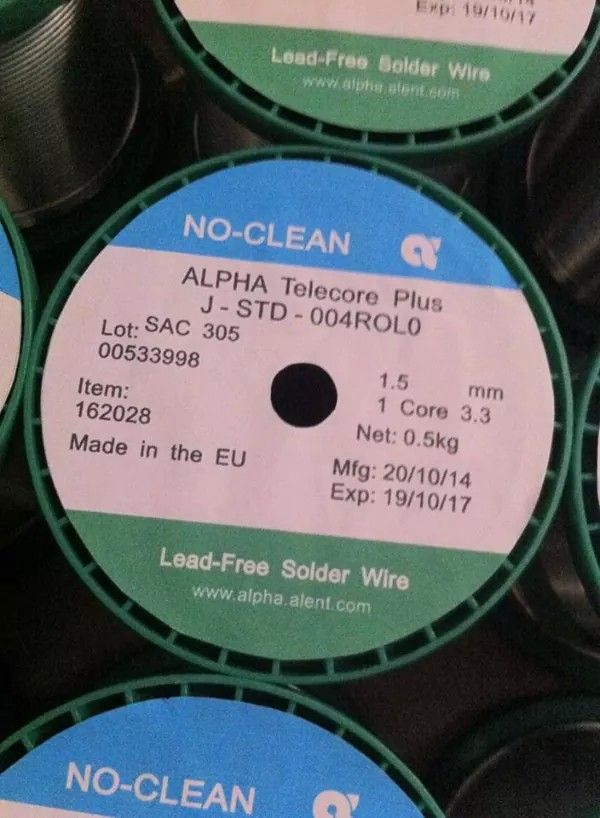 Exp: 19/10/17
Lead-Free Solder Wire
www.alpha.alent.com
NO-CLEAN
ALPHA Telecore Plus
J - STD - 004ROL0
Lot: SAC 305
00533998
Item:
162028
Made in the EU
1.5 mm
1 Core 3.3
Net: 0.5kg
Mfg: 20/10/14
Exp: 19/10/17
Lead-Free Solder Wire
www.alpha.alent.com
NO-CLEAN